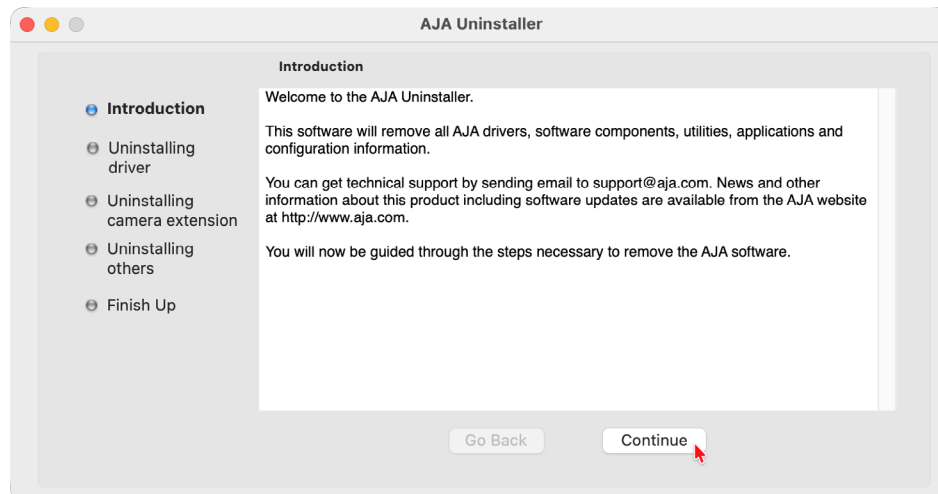 AJA Uninstaller
Introduction
Introduction
Uninstalling
driver
Uninstalling
camera extension
Uninstalling
others
Finish Up
Welcome to the AJA Uninstaller.
This software will remove all AJA drivers, software components, utilities, applications and
configuration information.
You can get technical support by sending email to support@aja.com. News and other
information about this product including software updates are available from the AJA website
at http://www.aja.com.
You will now be guided through the steps necessary to remove the AJA software.
Go Back
Continue